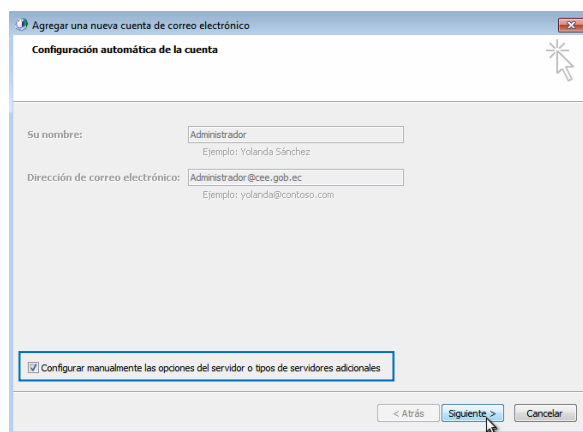 Agregar una nueva cuenta de correo electrónico
Configuración automática de la cuenta
Su nombre: Administrador
Ejemplo: Yolanda Sánchez
Dirección de correo electrónico: Administrador@cee.gob.ec
Ejemplo: yolanda@contoso.com
Configurar manualmente las opciones del servidor o tipos de servidores adicionales
< Atrás Siguiente > Cancelar